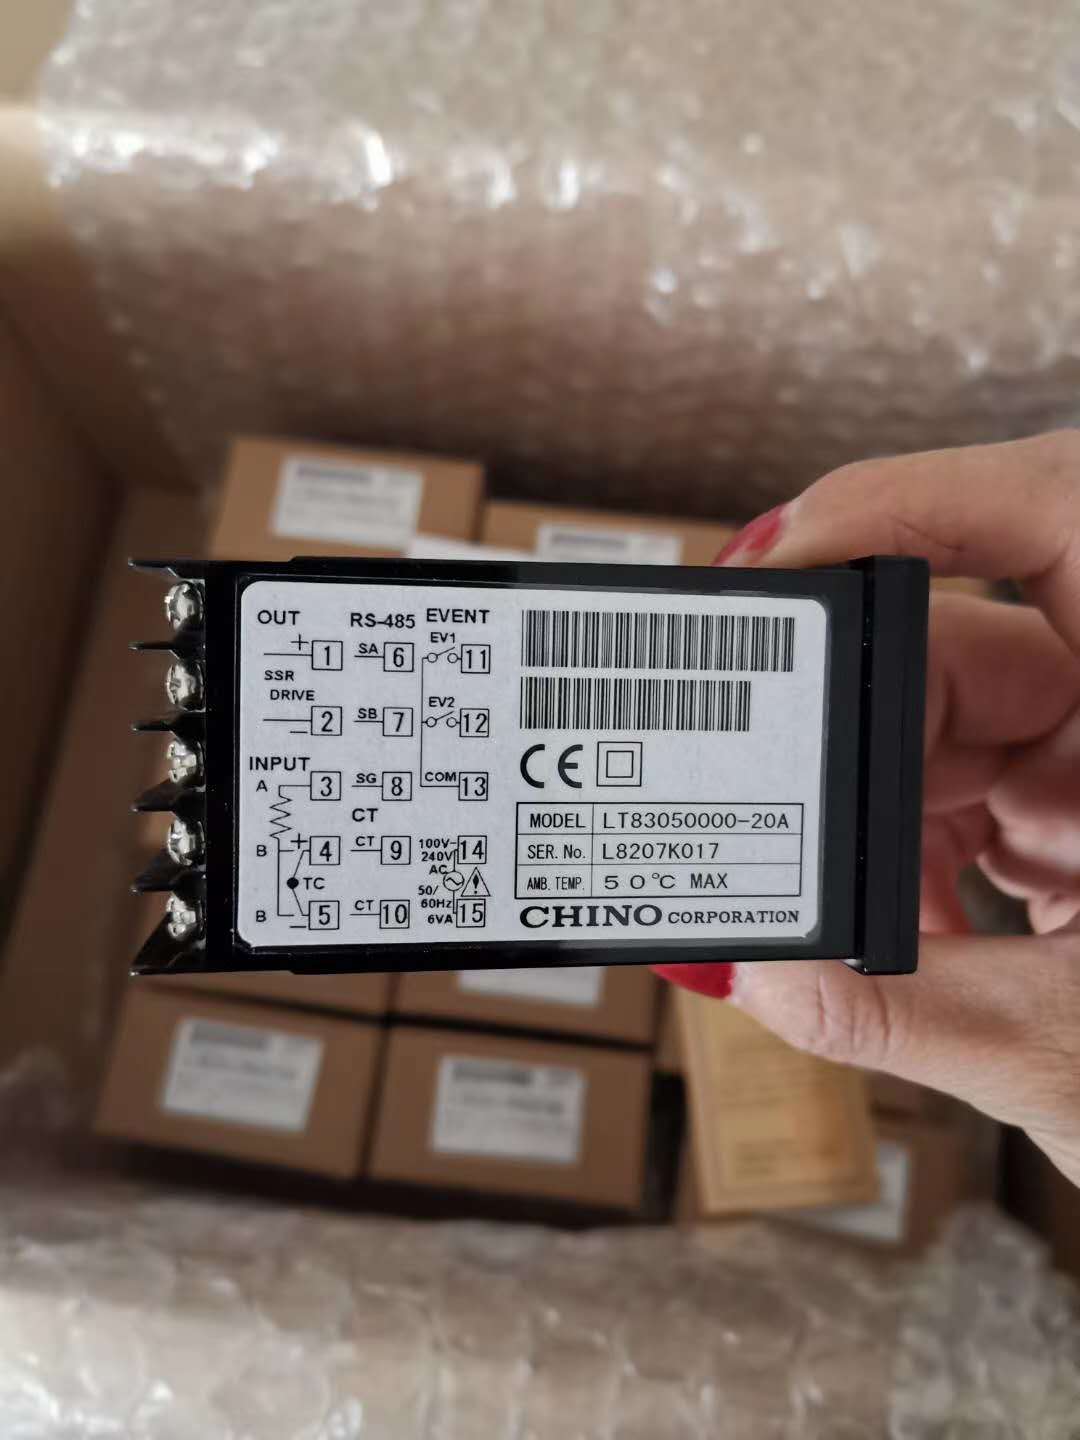 OUT RS-485 EVENT
+ 1 SA 6 EV1 11
SSR
DRIVE
− 2 SB 7 EV2 12
INPUT
A 3 SG 8 COM 13
CT
B + 4 CT 9 100V- 14
240V
AC
TC
50/
60Hz
B − 5 CT 10 6VA 15
CE
MODEL LT83050000-20A
SER. No. L8207K017
AMB. TEMP. 50°C MAX
CHINO CORPORATION